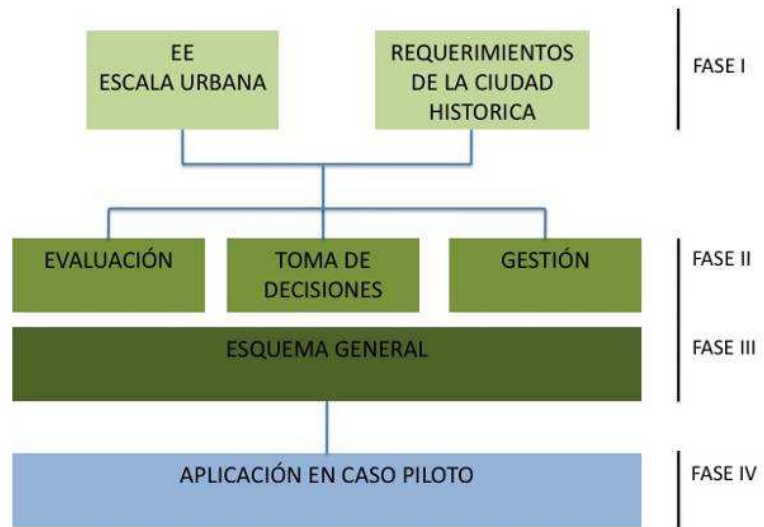 EE
ESCALA URBANA
REQUERIMIENTOS
DE LA CIUDAD
HISTORICA
FASE I
EVALUACIÓN
TOMA DE
DECISIONES
GESTIÓN
FASE II
ESQUEMA GENERAL
FASE III
APLICACIÓN EN CASO PILOTO
FASE IV